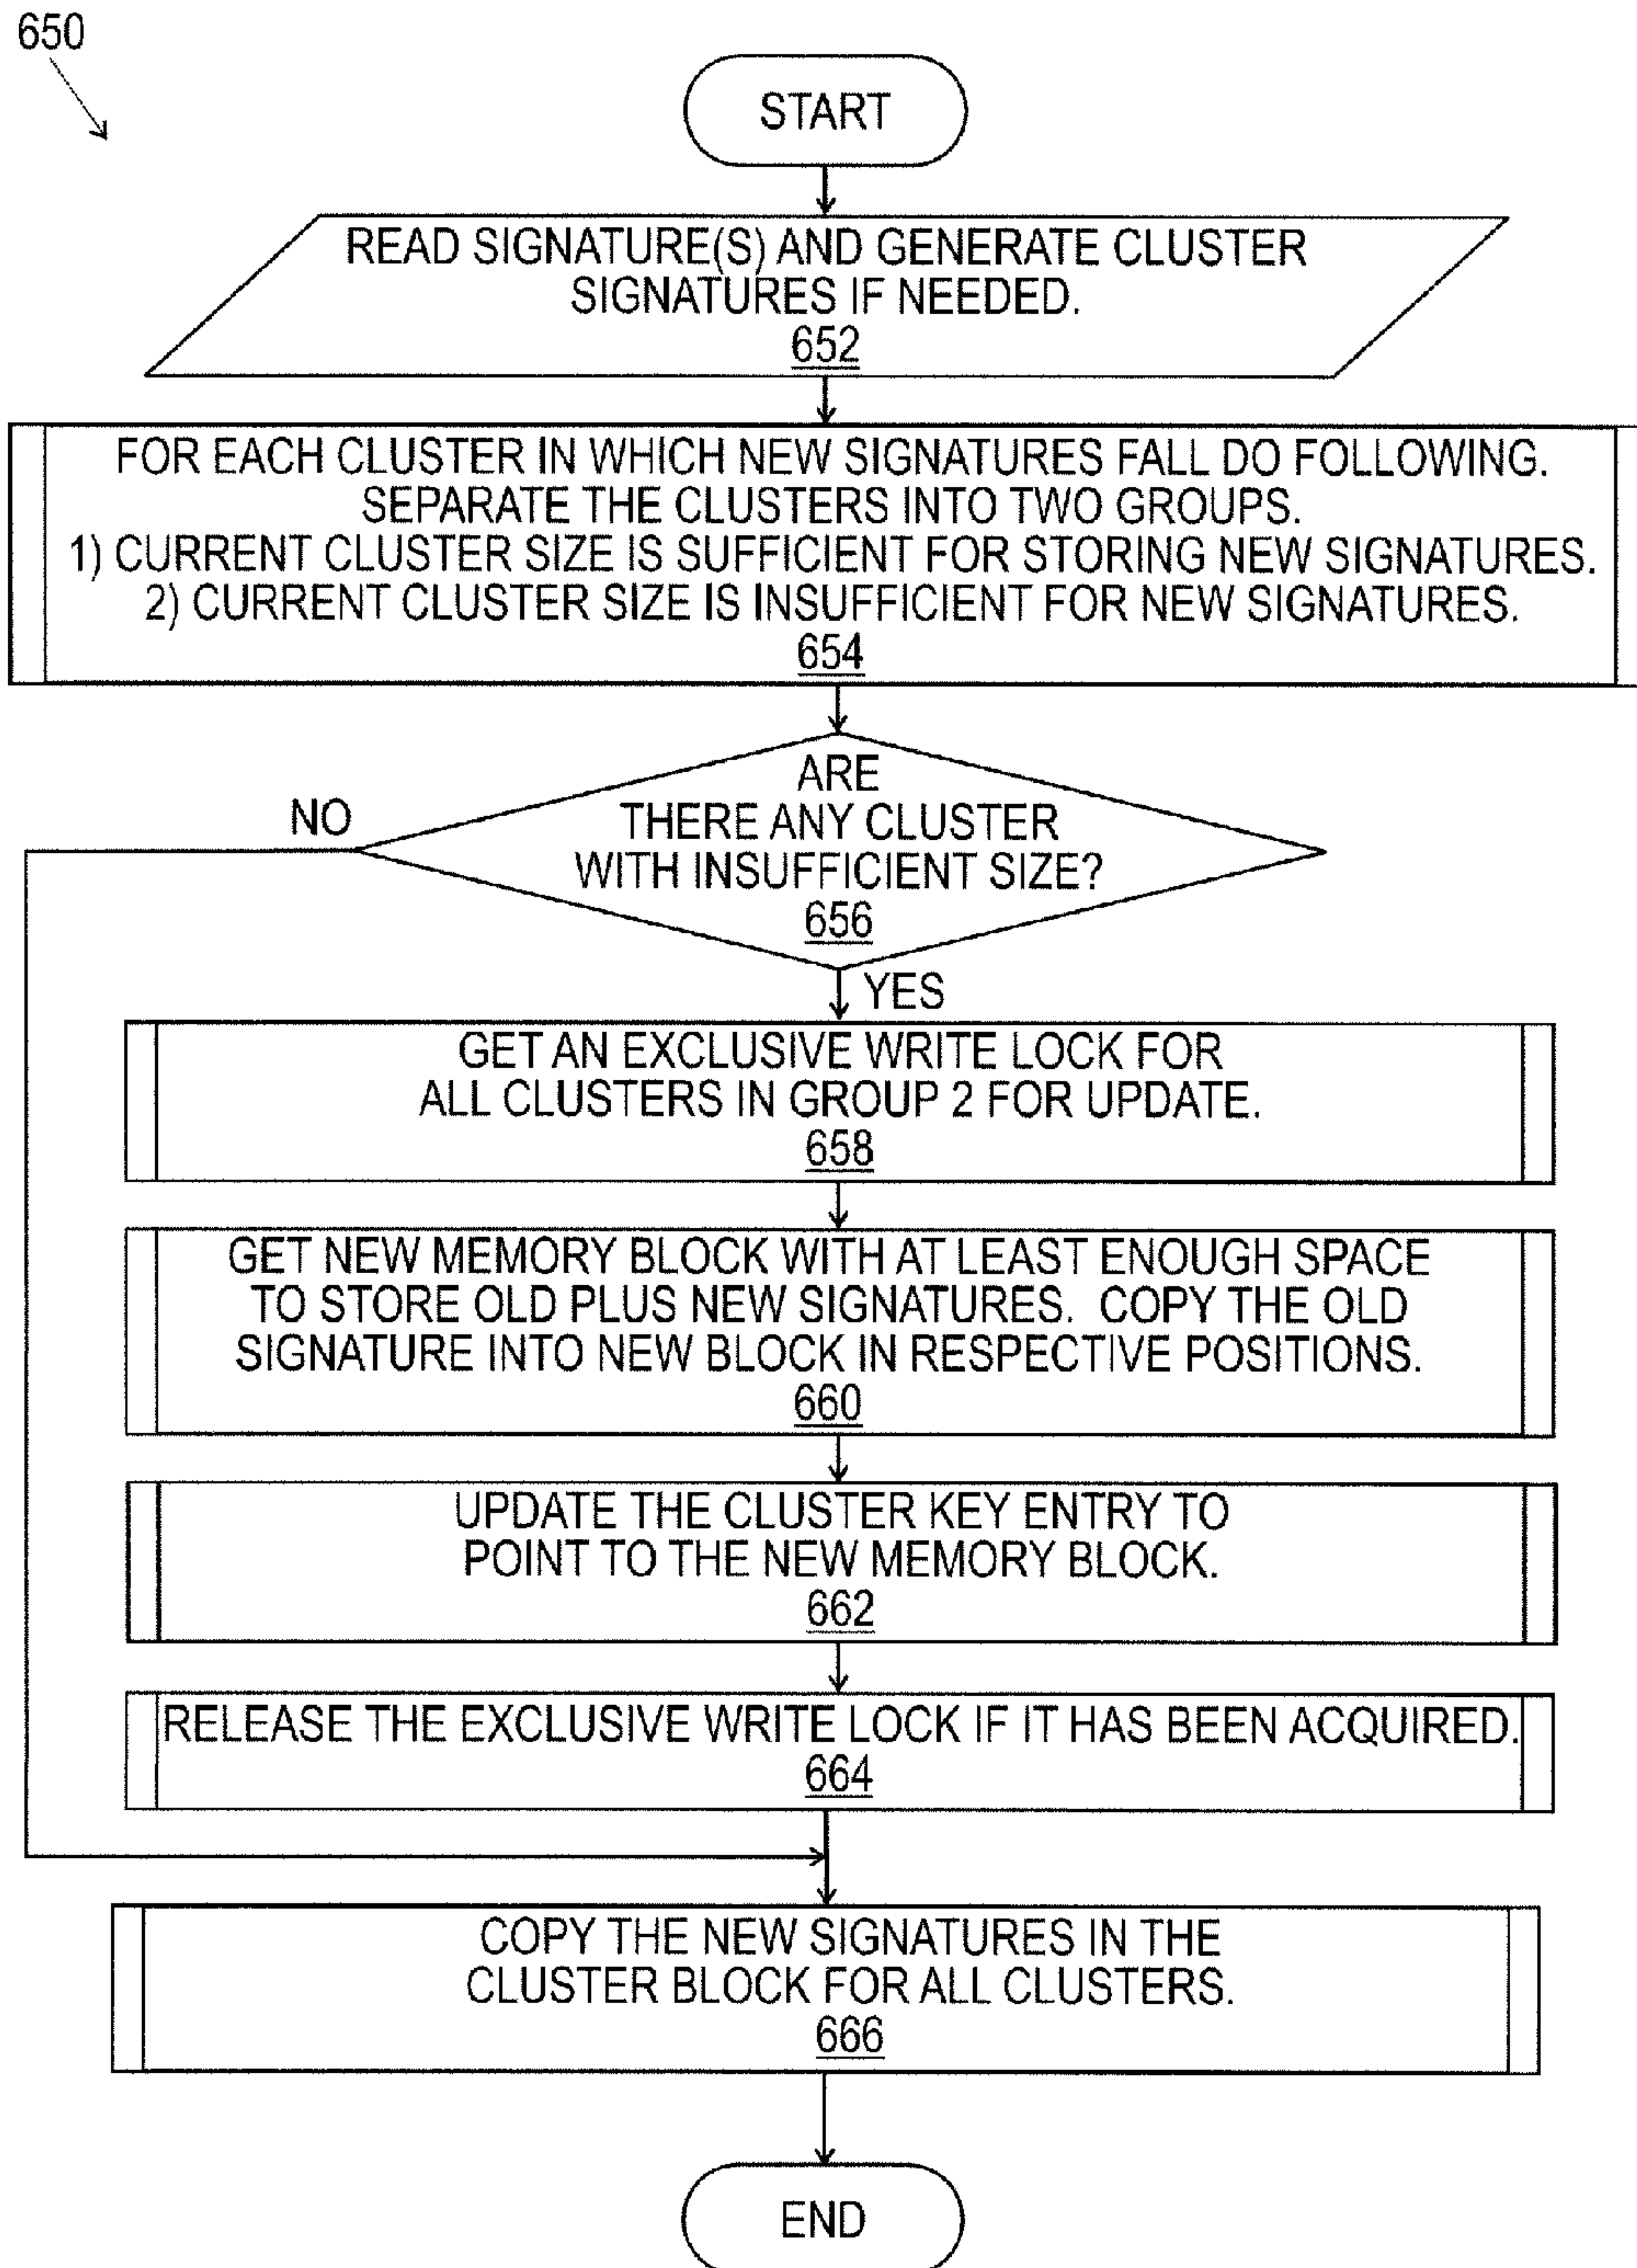 650
START
READ SIGNATURE(S) AND GENERATE CLUSTER
SIGNATURES IF NEEDED.
652
FOR EACH CLUSTER IN WHICH NEW SIGNATURES FALL DO FOLLOWING.
SEPARATE THE CLUSTERS INTO TWO GROUPS.
1) CURRENT CLUSTER SIZE IS SUFFICIENT FOR STORING NEW SIGNATURES.
2) CURRENT CLUSTER SIZE IS INSUFFICIENT FOR NEW SIGNATURES.
654
ARE
THERE ANY CLUSTER
WITH INSUFFICIENT SIZE?
656
NO
YES
GET AN EXCLUSIVE WRITE LOCK FOR
ALL CLUSTERS IN GROUP 2 FOR UPDATE.
658
GET NEW MEMORY BLOCK WITH AT LEAST ENOUGH SPACE
TO STORE OLD PLUS NEW SIGNATURES. COPY THE OLD
SIGNATURE INTO NEW BLOCK IN RESPECTIVE POSITIONS.
660
UPDATE THE CLUSTER KEY ENTRY TO
POINT TO THE NEW MEMORY BLOCK.
662
RELEASE THE EXCLUSIVE WRITE LOCK IF IT HAS BEEN ACQUIRED.
664
COPY THE NEW SIGNATURES IN THE
CLUSTER BLOCK FOR ALL CLUSTERS.
666
END